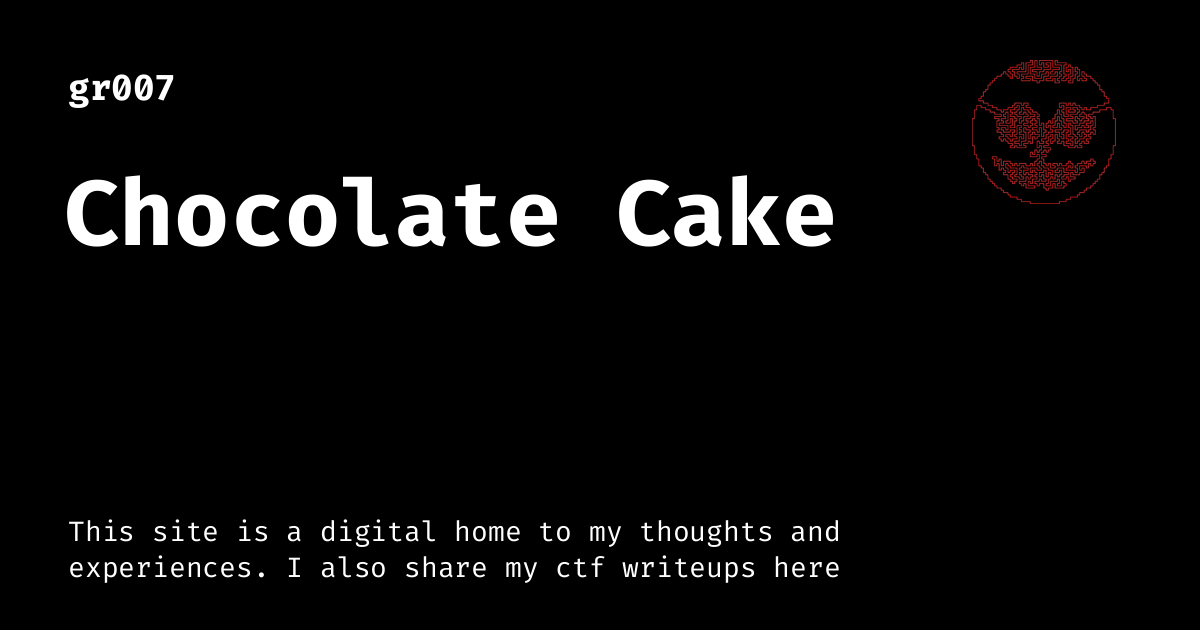 gr007
Chocolate Cake
This site is a digital home to my thoughts and
experiences. I also share my ctf writeups here